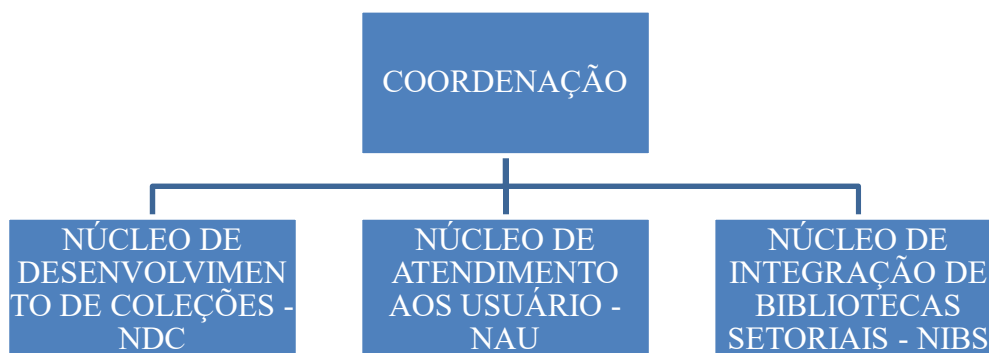 COORDENAÇÃO
NÚCLEO DE
DESENVOLVIMEN
TO DE COLEÇÕES -
NDC
NÚCLEO DE
ATENDIMENTO
AOS USUÁRIO -
NAU
NÚCLEO DE
INTEGRAÇÃO DE
BIBLIOTECAS
SETORIAIS - NIBS